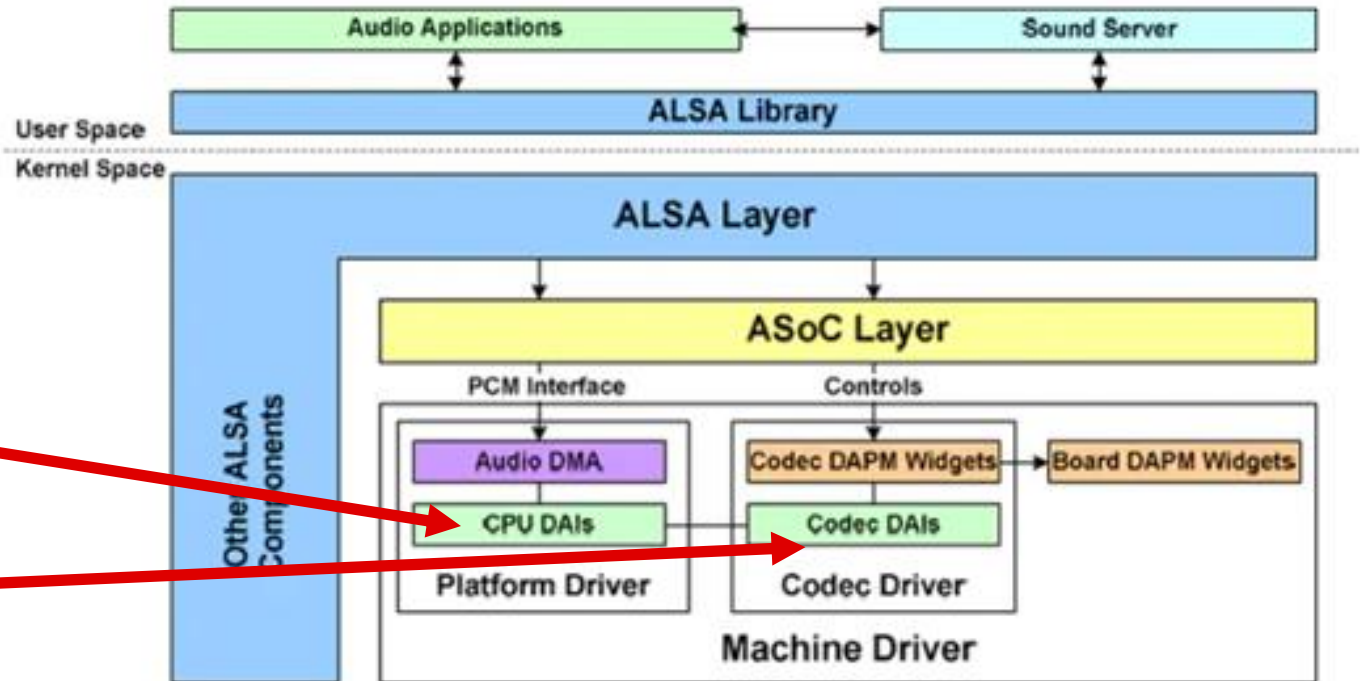 Audio Applications
Sound Server
ALSA Library
User Space
Kernel Space
ALSA Layer
ASoC Layer
PCM Interface
Controls
Other ALSA
Components
Audio DMA
Codec DAPM Widgets
Board DAPM Widgets
CPU DAIs
Codec DAIs
Platform Driver
Codec Driver
Machine Driver